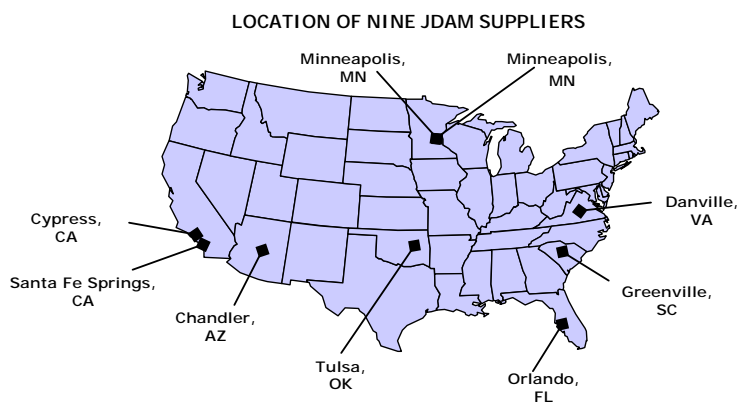 LOCATION OF NINE JDAM SUPPLIERS
Minneapolis,
MN
Minneapolis,
MN
Cypress,
CA
Danville,
VA
Santa Fe Springs,
CA
Chandler,
AZ
Greenville,
SC
Tulsa,
OK
Orlando,
FL